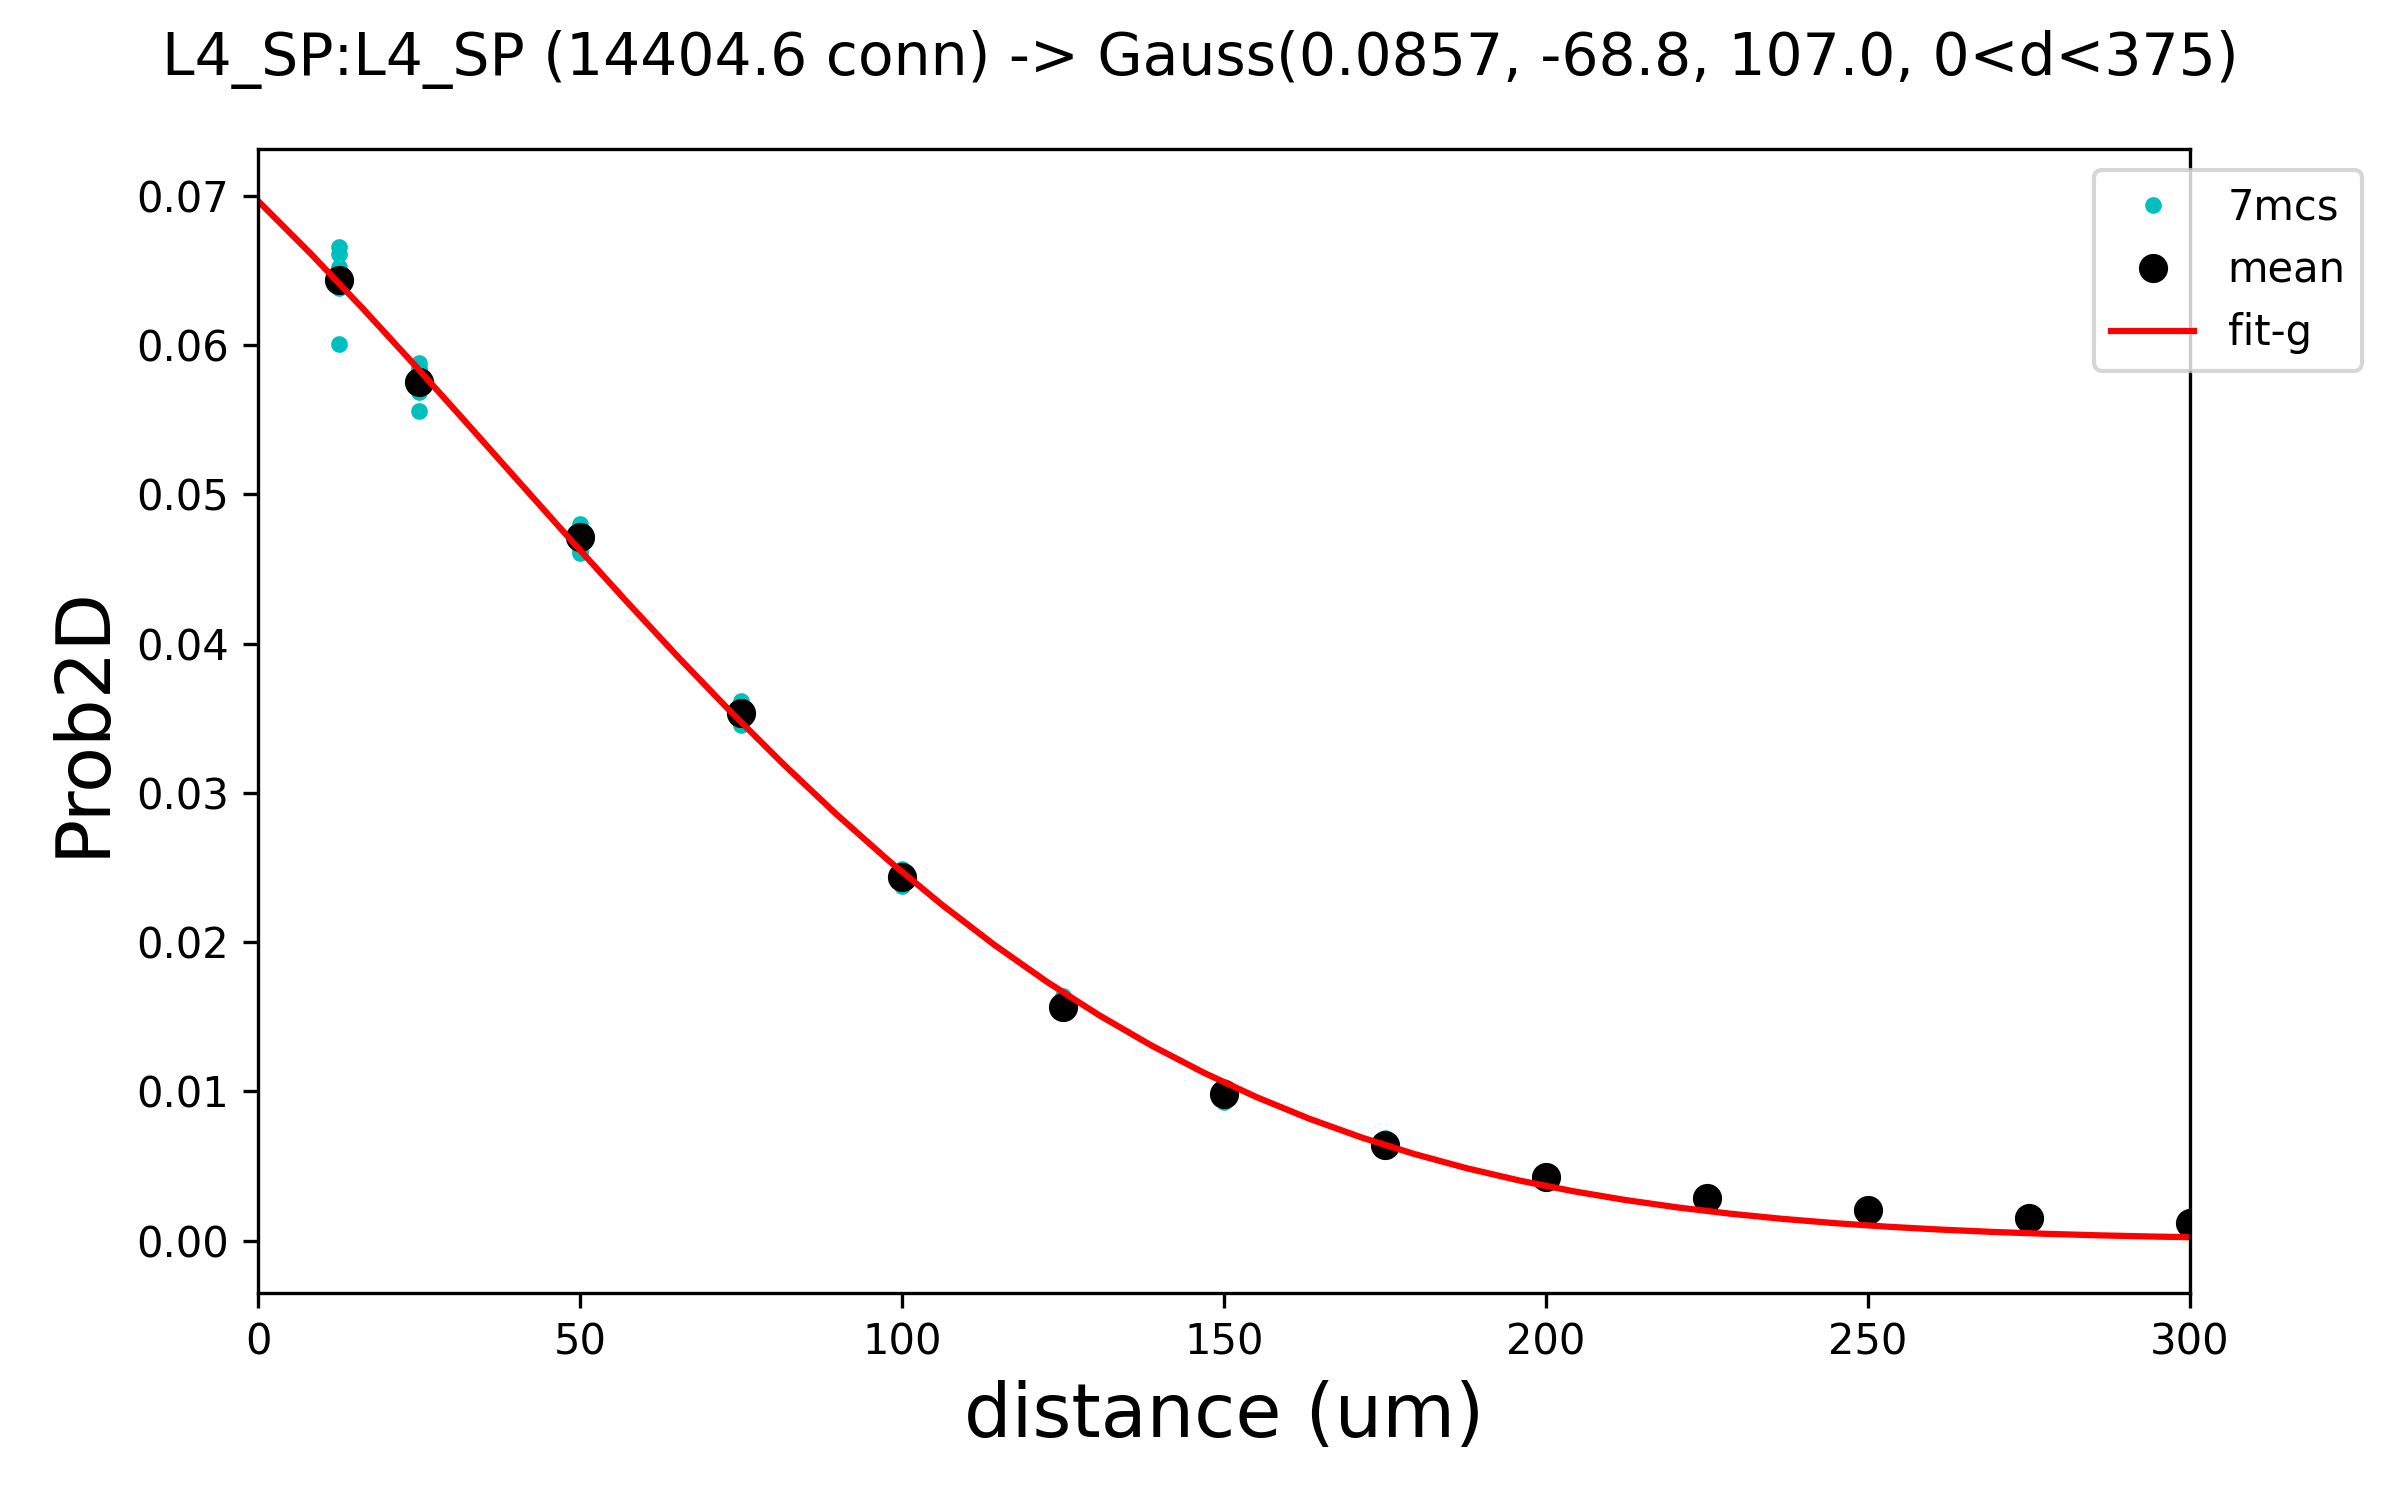 L4_SP:L4_SP (14404.6 conn) -> Gauss(0.0857, -68.8, 107.0, 0<d<375)
7mcs
mean
fit-g
Prob2D
0.07
0.06
0.05
0.04
0.03
0.02
0.01
0.00
0 50 100 150 200 250 300
distance (um)